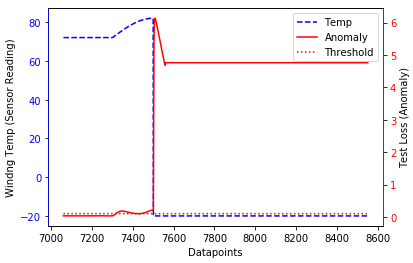 80
60
40
20
0
−20
Windng Temp (Sensor Reading)
Temp
Anomaly
Threshold
6
5
4
3
2
1
0
Test Loss (Anomaly)
7000 7200 7400 7600 7800 8000 8200 8400 8600
Datapoints